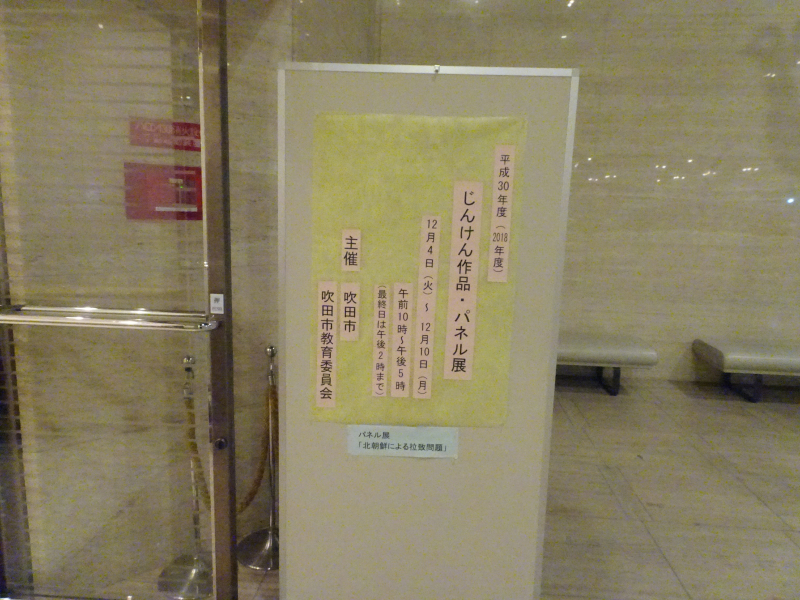 平成30年度（2018年度）
じんけん作品・パネル展
12月4日（火）～ 12月10日（月）
午前10時～午後5時
（最終日は午後2時まで）
主催 吹田市
吹田市教育委員会
パネル展
「北朝鮮による拉致問題」